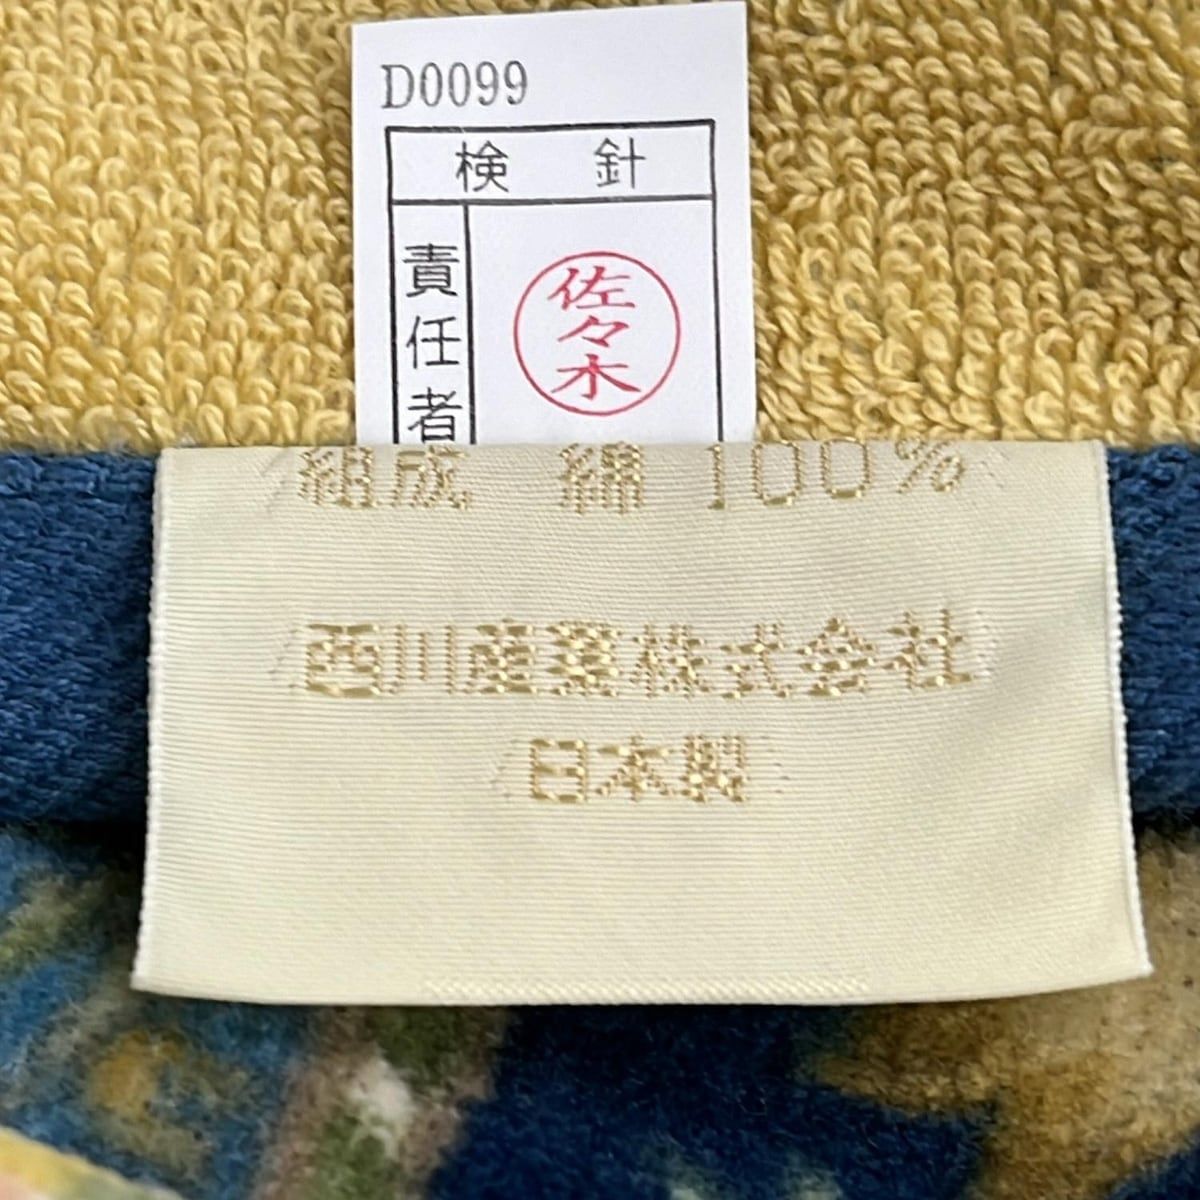 D0099
検 針
責任者
佐々木
組成 綿 100%
西川産業株式会社
日本製